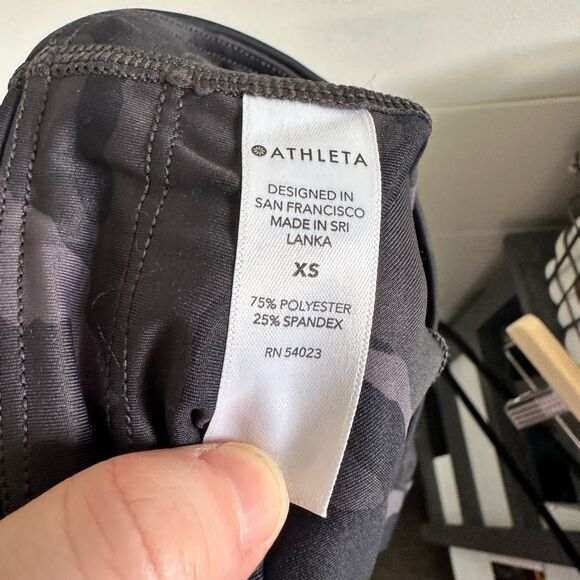 ATHLETA
DESIGNED IN
SAN FRANCISCO
MADE IN SRI
LANKA
XS
75% POLYESTER
25% SPANDEX
RN 54023